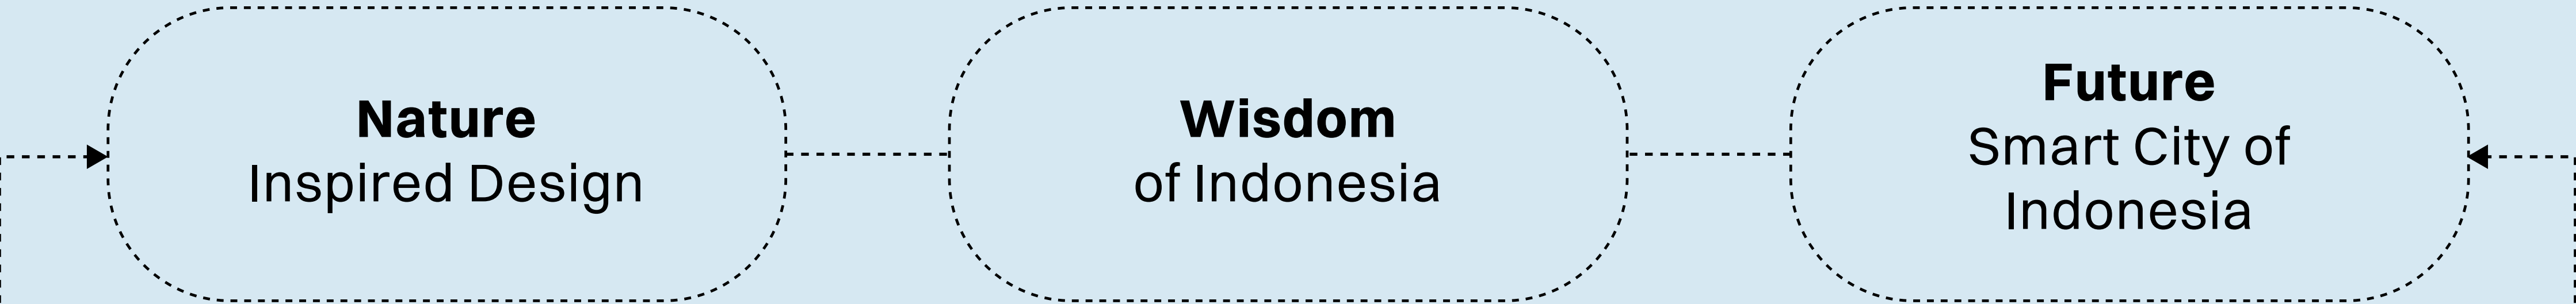 Nature
Inspired Design
Wisdom
of Indonesia
Future
Smart City of
Indonesia